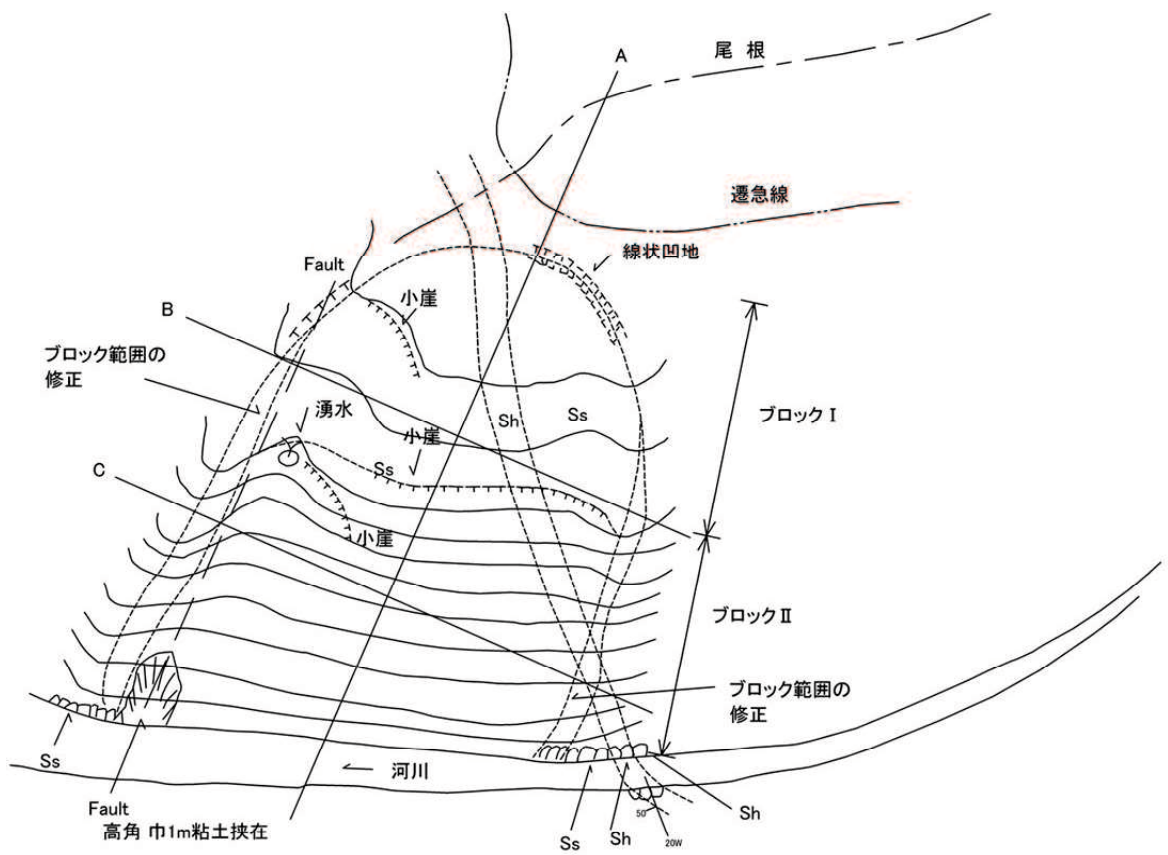 尾 根
A
遷急線
線状凹地
Fault
小崖
B
ブロック範囲の
修正
湧水
小崖
Sh
Ss
ブロックⅠ
Ss
C
小崖
ブロックⅡ
ブロック範囲の
修正
Ss
河川
Fault
高角 巾1m粘土挟在
Ss
Sh
50
20W
Sh